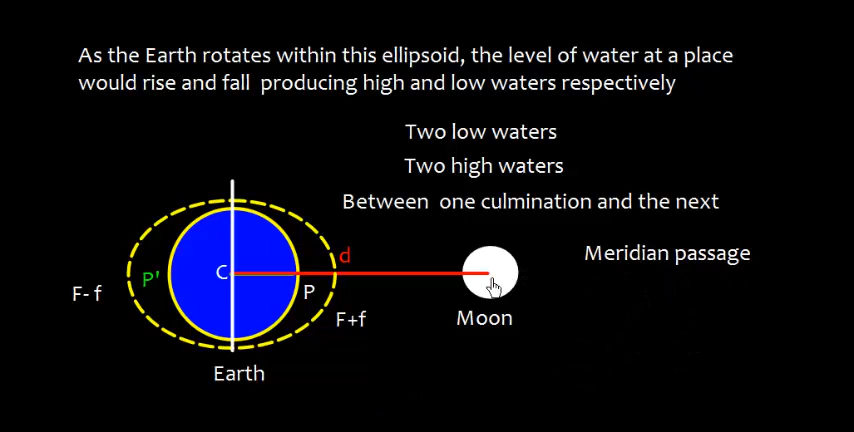 As the Earth rotates within this ellipsoid, the level of water at a place
would rise and fall producing high and low waters respectively
Two low waters
Two high waters
Between one culmination and the next
Meridian passage
d
C
P'
P
F- f
F+f
Moon
Earth